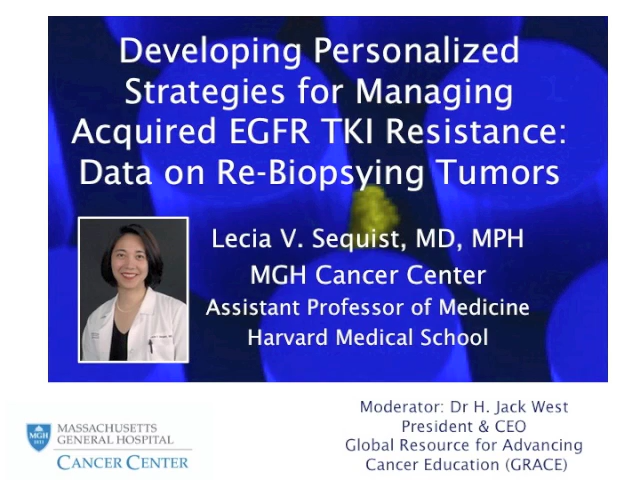 Developing Personalized
Strategies for Managing
Acquired EGFR TKI Resistance:
Data on Re-Biopsying Tumors
Lecia V. Sequist, MD, MPH
MGH Cancer Center
Assistant Professor of Medicine
Harvard Medical School
MGH
1811
MASSACHUSETTS
GENERAL HOSPITAL
CANCER CENTER
Moderator: Dr H. Jack West
President & CEO
Global Resource for Advancing
Cancer Education (GRACE)